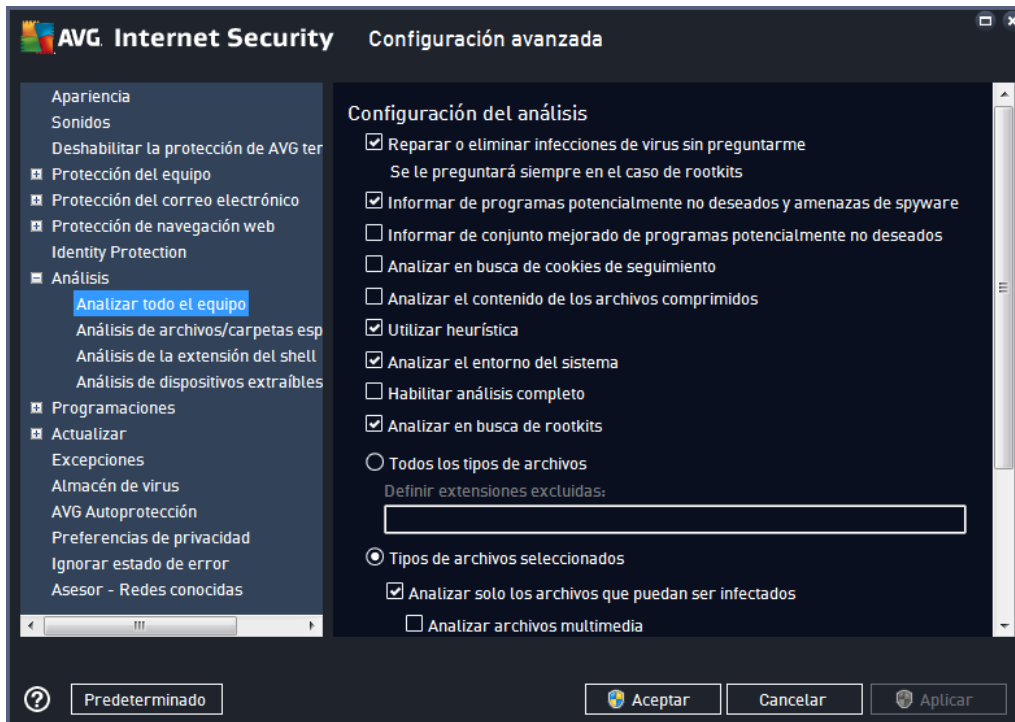 AVG Internet Security Configuración avanzada
Apariencia
Sonidos
Deshabilitar la protección de AVG ter
Protección del equipo
Protección del correo electrónico
Protección de navegación web
Identity Protection
Análisis
Analizar todo el equipo
Análisis de archivos/carpetas esp
Análisis de la extensión del shell
Análisis de dispositivos extraíbles
Programaciones
Actualizar
Excepciones
Almacén de virus
AVG Autoprotección
Preferencias de privacidad
Ignorar estado de error
Asesor - Redes conocidas
Configuración del análisis
Reparar o eliminar infecciones de virus sin preguntarme
Se le preguntará siempre en el caso de rootkits
Informar de programas potencialmente no deseados y amenazas de spyware
Informar de conjunto mejorado de programas potencialmente no deseados
Analizar en busca de cookies de seguimiento
Analizar el contenido de los archivos comprimidos
Utilizar heurística
Analizar el entorno del sistema
Habilitar análisis completo
Analizar en busca de rootkits
Todos los tipos de archivos
Definir extensiones excluidas:
Tipos de archivos seleccionados
Analizar solo los archivos que puedan ser infectados
Analizar archivos multimedia
Predeterminado
Aceptar
Cancelar
Aplicar